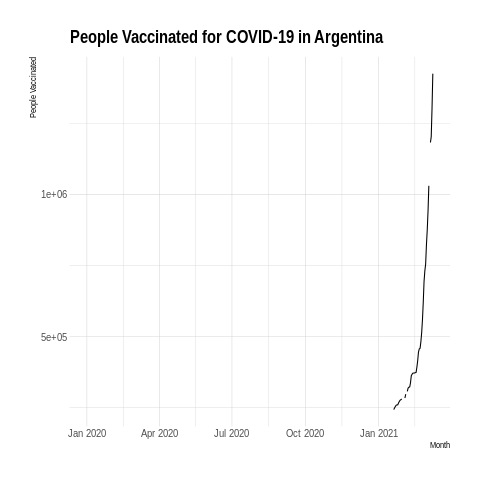 People Vaccinated for COVID-19 in Argentina
People Vaccinated
1e+06
5e+05
Jan 2020 Apr 2020 Jul 2020 Oct 2020 Jan 2021
Month